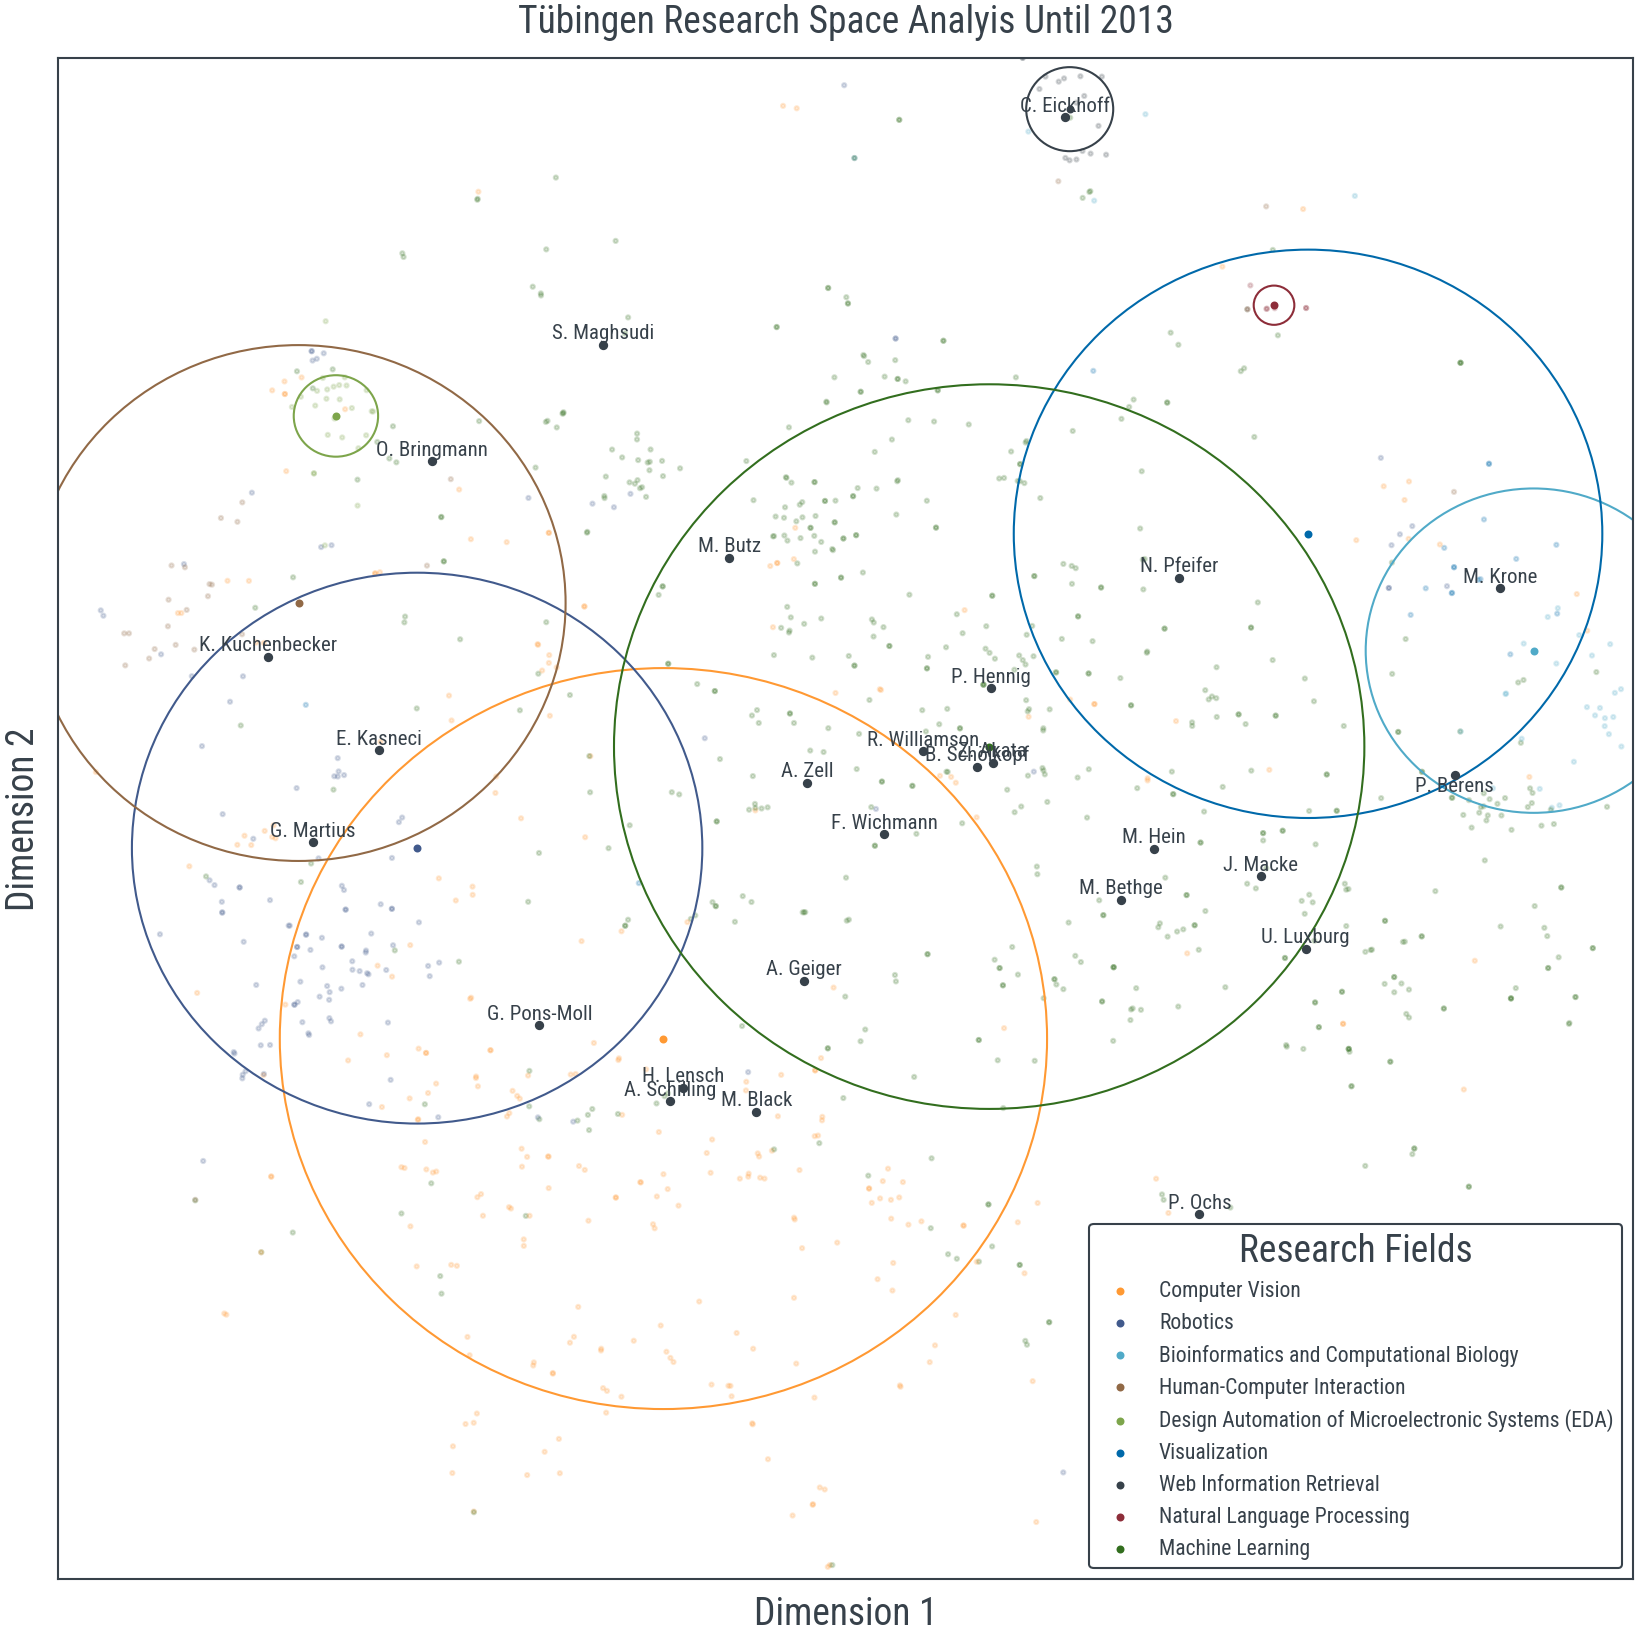 Tübingen Research Space Analyis Until 2013
C. Eickhoff
S. Maghsudi
O. Bringmann
M. Butz
N. Pfeifer
M. Krone
K. Kuchenbecker
P. Hennig
E. Kasneci
R. Williamson
Z. Akata
B. Schölkopf
A. Zell
P. Berens
G. Martius
F. Wichmann
M. Hein
J. Macke
M. Bethge
U. Luxburg
A. Geiger
G. Pons-Moll
H. Lensch
A. Schilling
M. Black
P. Ochs
Research Fields
Computer Vision
Robotics
Bioinformatics and Computational Biology
Human-Computer Interaction
Design Automation of Microelectronic Systems (EDA)
Visualization
Web Information Retrieval
Natural Language Processing
Machine Learning
Dimension 2
Dimension 1